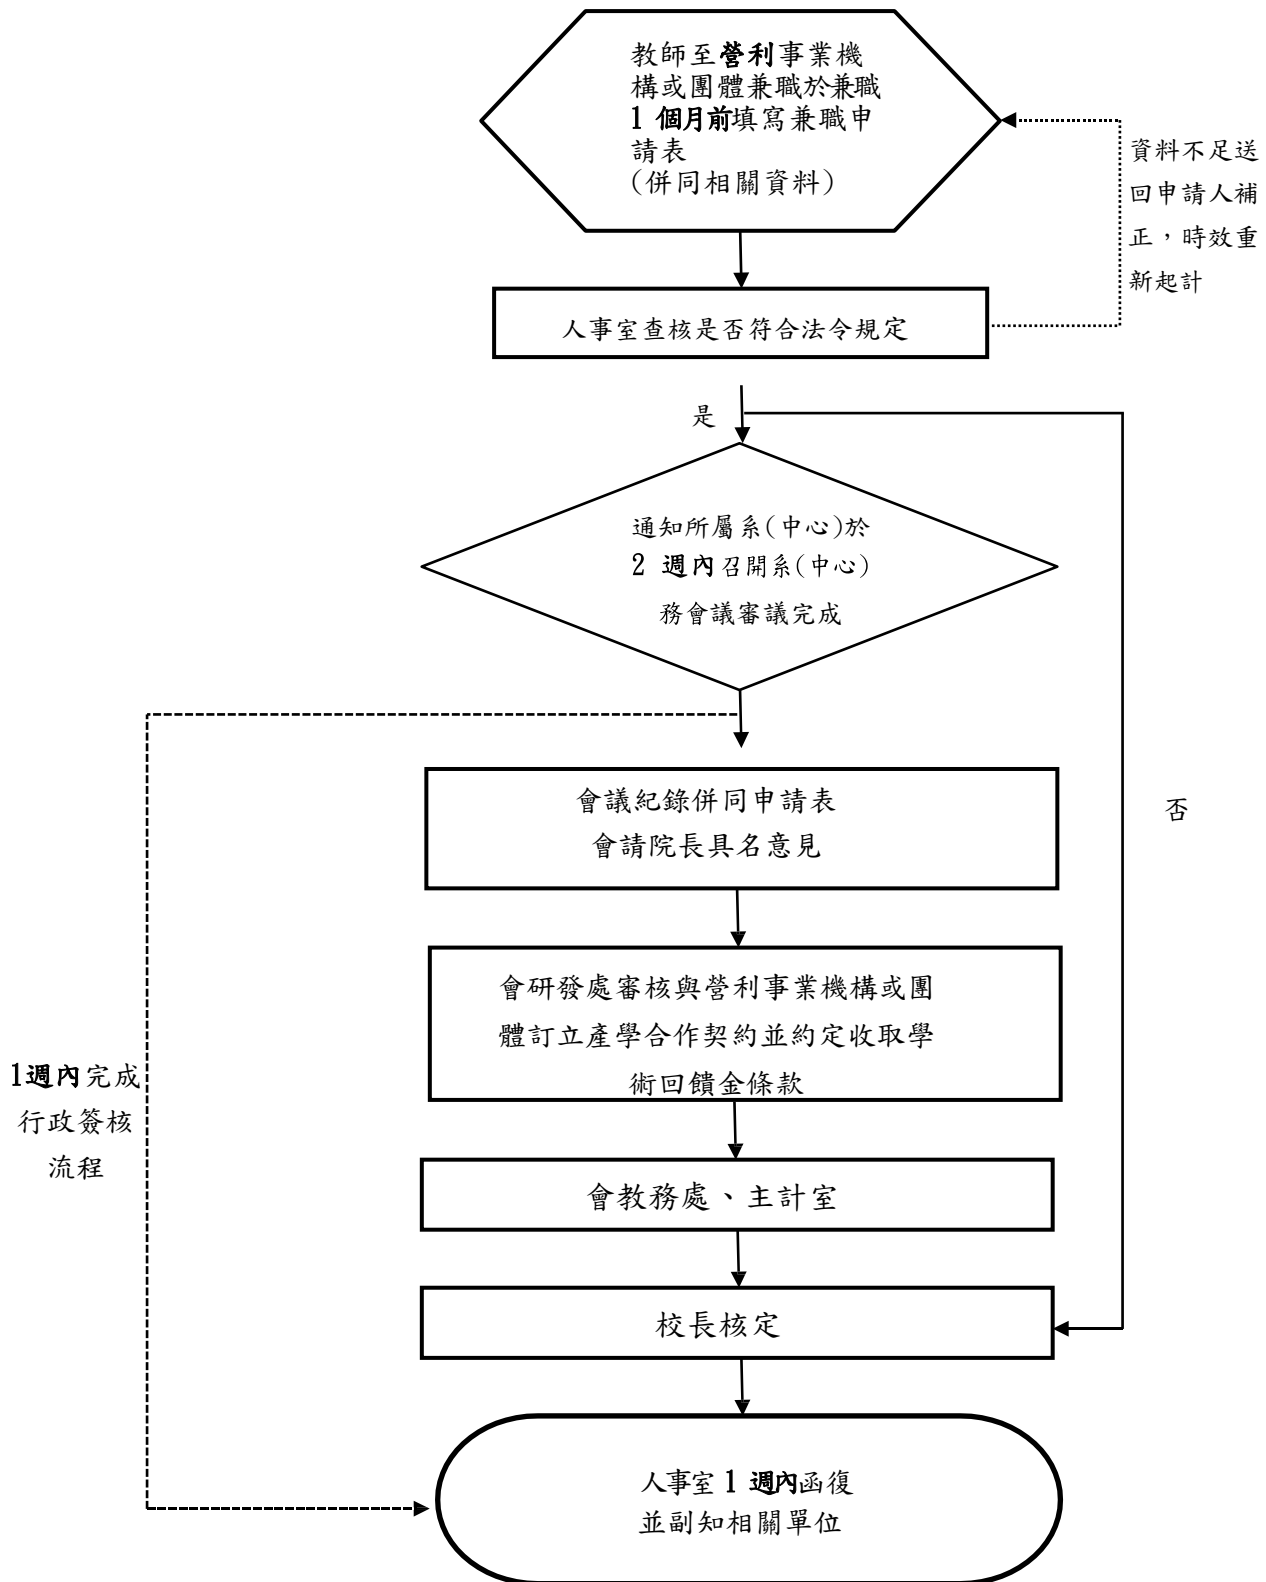 教師至營利事業機
構或團體兼職於兼職
1 個月前填寫兼職申
請表
(併同相關資料)
資料不足送
回申請人補
正，時效重
新起計
人事室查核是否符合法令規定
是
通知所屬系(中心)於
2 週內召開系(中心)
務會議審議完成
會議紀錄併同申請表
會請院長具名意見
否
會研發處審核與營利事業機構或團
體訂立產學合作契約並約定收取學
術回饋金條款
1週內完成
行政簽核
流程
會教務處、主計室
校長核定
人事室 1 週內函復
並副知相關單位